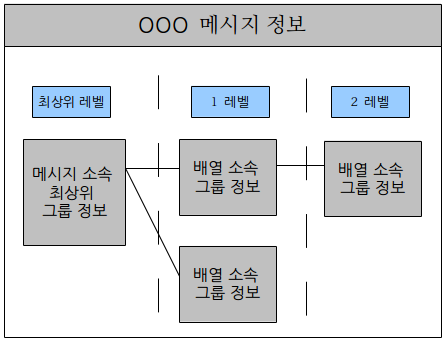 OOO 메시지 정보
최상위 레벨
1 레벨
2 레벨
메시지 소속
최상위
그룹 정보
배열 소속
그룹 정보
배열 소속
그룹 정보
배열 소속
그룹 정보